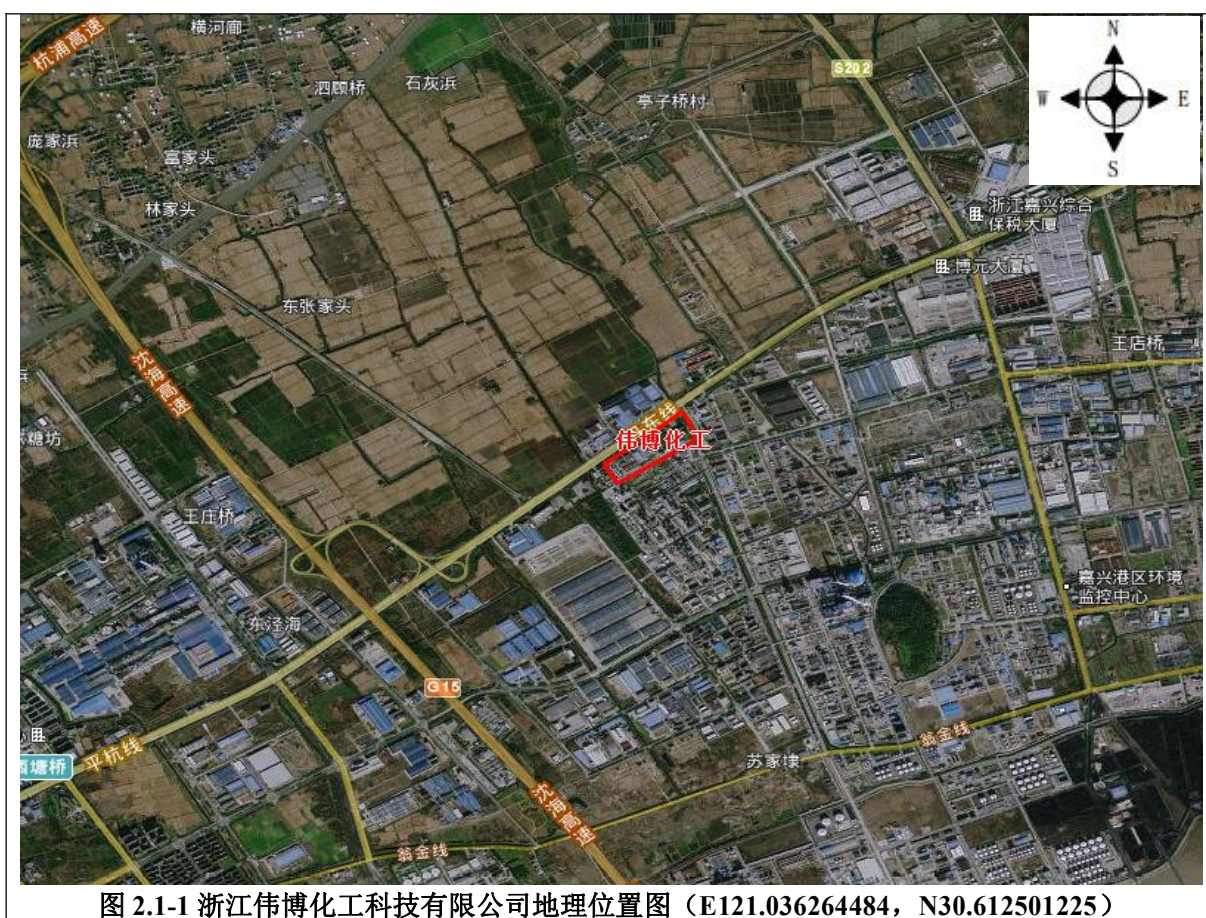 杭浦高速
横河廊
N
泗顾桥
石灰浜
S202
亭子桥村
W
E
庞家浜
富家头
S
林家头
浙江嘉兴综合
保税大厦
博元大厦
东张家头
王店桥
沈海高速
东线
伟博化工
糖坊
王庄桥
嘉兴港区环境
监控中心
东泾海
G15
翁金线
平杭线
塘桥
苏家埭
沈海高速
翁金线
图 2.1-1 浙江伟博化工科技有限公司地理位置图（E121.036264484，N30.612501225）